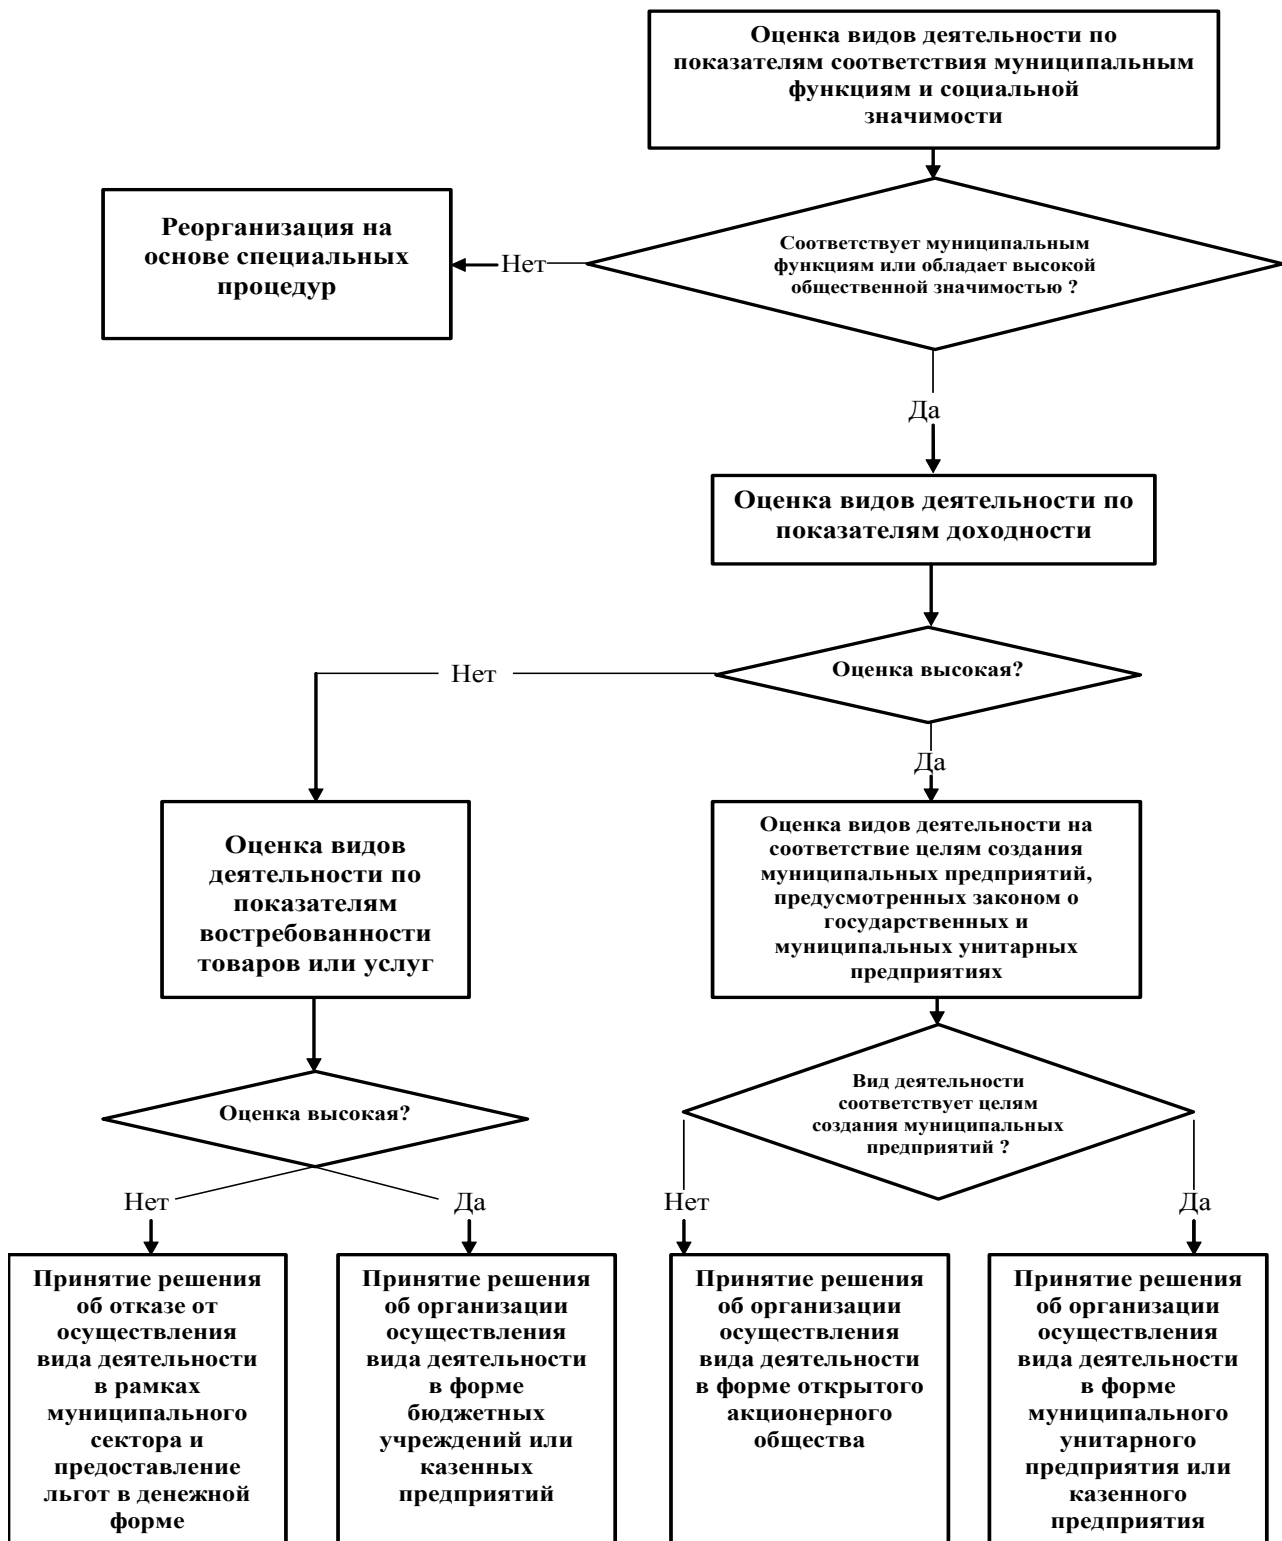 Оценка видов деятельности по
показателям соответствия муниципальным
функциям и социальной
значимости
Реорганизация на
основе специальных
процедур
Нет
Соответствует муниципальным
функциям или обладает высокой
общественной значимостью ?
Да
Оценка видов деятельности по
показателям доходности
Нет
Оценка высокая?
Да
Оценка видов
деятельности по
показателям
востребованности
товаров или услуг
Оценка видов деятельности на
соответствие целям создания
муниципальных предприятий,
предусмотренных законом о
государственных и
муниципальных унитарных
предприятиях
Оценка высокая?
Вид деятельности
соответствует целям
создания муниципальных
предприятий ?
Нет
Да
Нет
Да
Принятие решения
об отказе от
осуществления
вида деятельности
в рамках
муниципального
сектора и
предоставление
льгот в денежной
форме
Принятие решения
об организации
осуществления
вида деятельности
в форме
бюджетных
учреждений или
казенных
предприятий
Принятие решения
об организации
осуществления
вида деятельности
в форме открытого
акционерного
общества
Принятие решения
об организации
осуществления
вида деятельности
в форме
муниципального
унитарного
предприятия или
казенного
предприятия